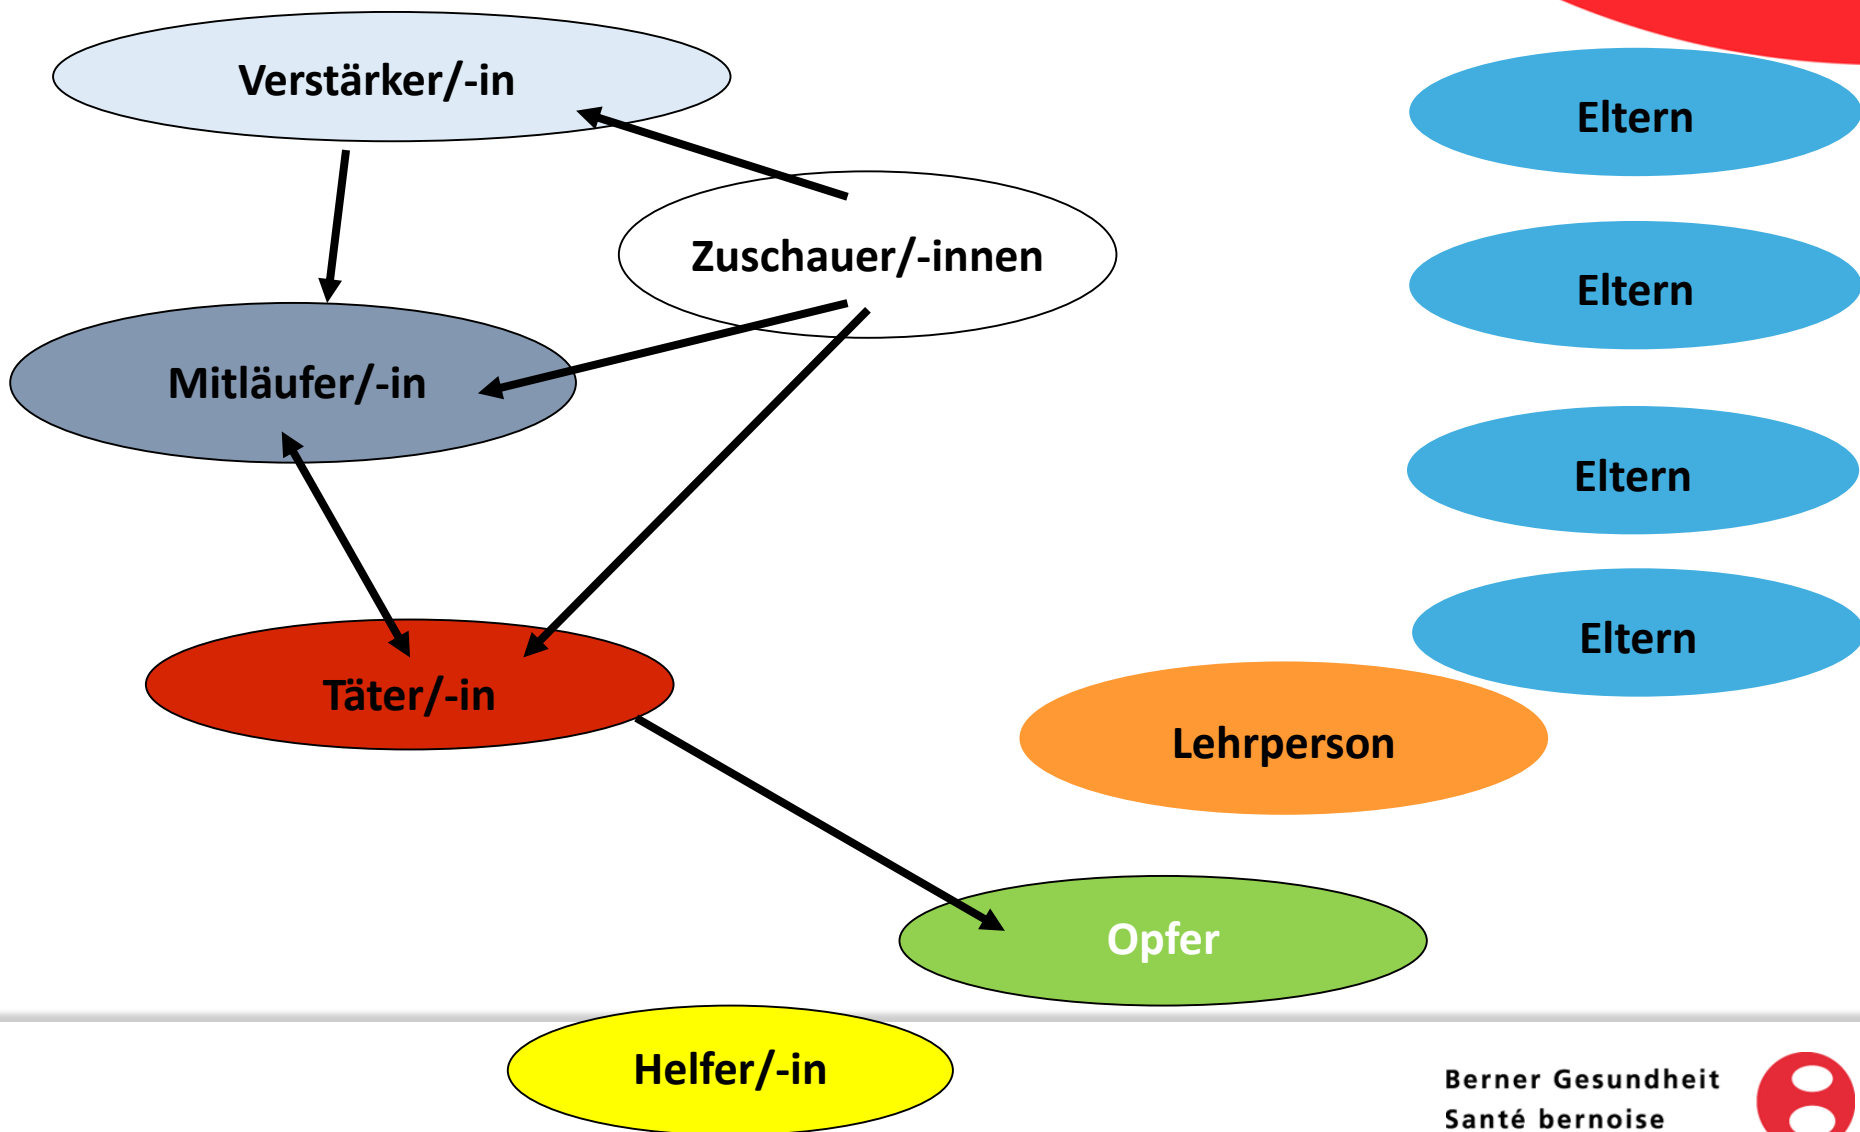 Verstärker/-in
Eltern
Zuschauer/-innen
Eltern
Mitläufer/-in
Eltern
Eltern
Täter/-in
Lehrperson
Opfer
Helfer/-in
Berner Gesundheit
Santé bernoise